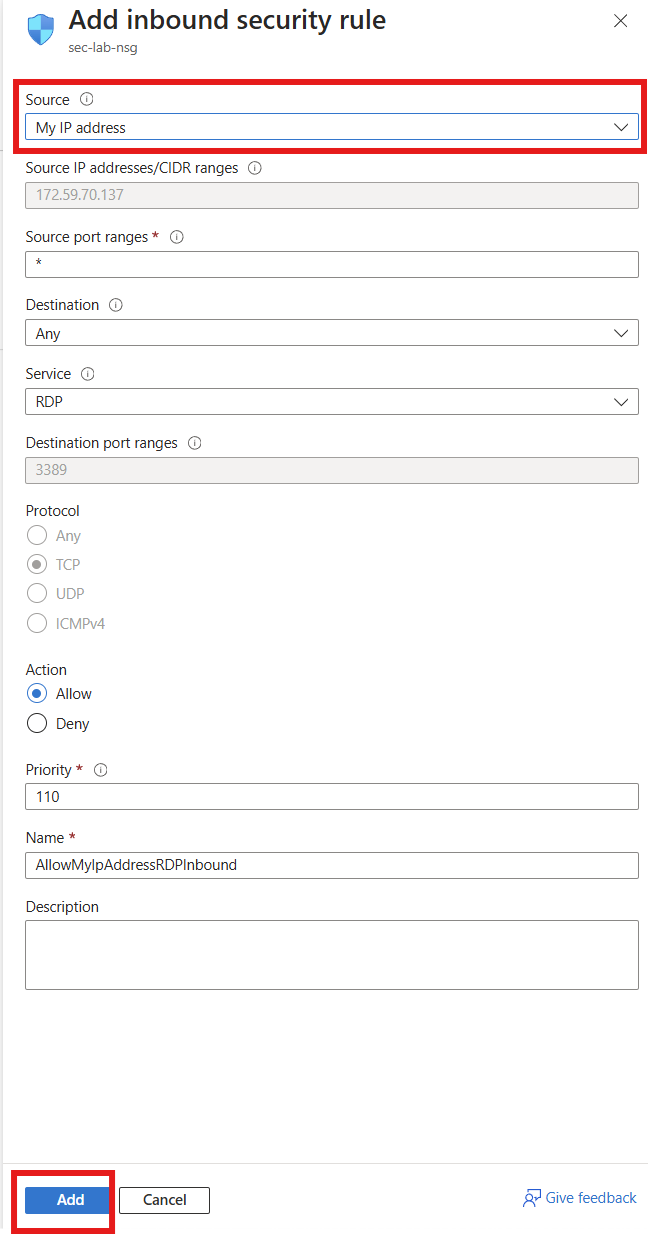 Add inbound security rule
sec-lab-nsg
Source
My IP address
Source IP addresses/CIDR ranges
172.59.70.137
Source port ranges *
*
Destination
Any
Service
RDP
Destination port ranges
3389
Protocol
Any
TCP
UDP
ICMPv4
Action
Allow
Deny
Priority *
110
Name *
AllowMyIpAddressRDPInbound
Description
Add
Cancel
Give feedback